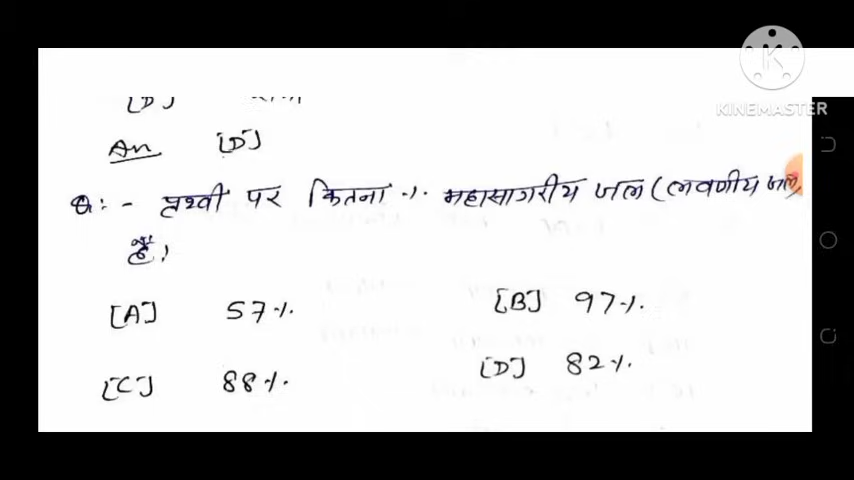 KINEMASTER
[D]
An [D]
Q:- पृथ्वी पर कितना %. महासागरीय जल (लवणीय जल)
हैं।
[A] 57%. [B] 97%.
[C] 88%. [D] 82%.